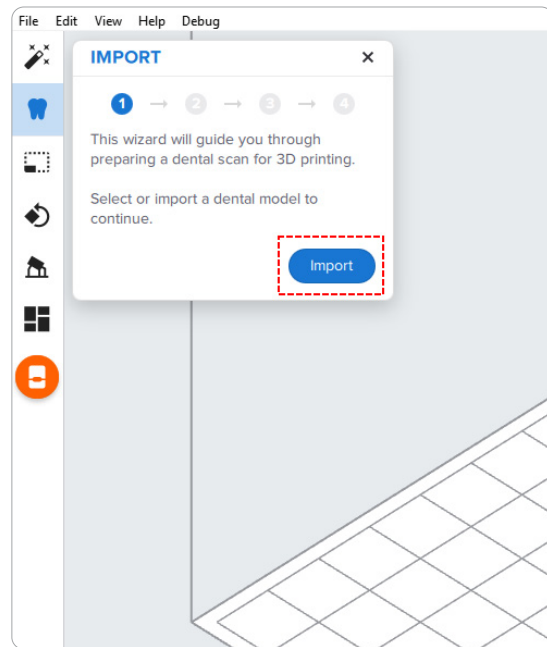 File Edit View Help Debug
IMPORT
1 → 2 → 3 → 4
This wizard will guide you through
preparing a dental scan for 3D printing.
Select or import a dental model to
continue.
Import